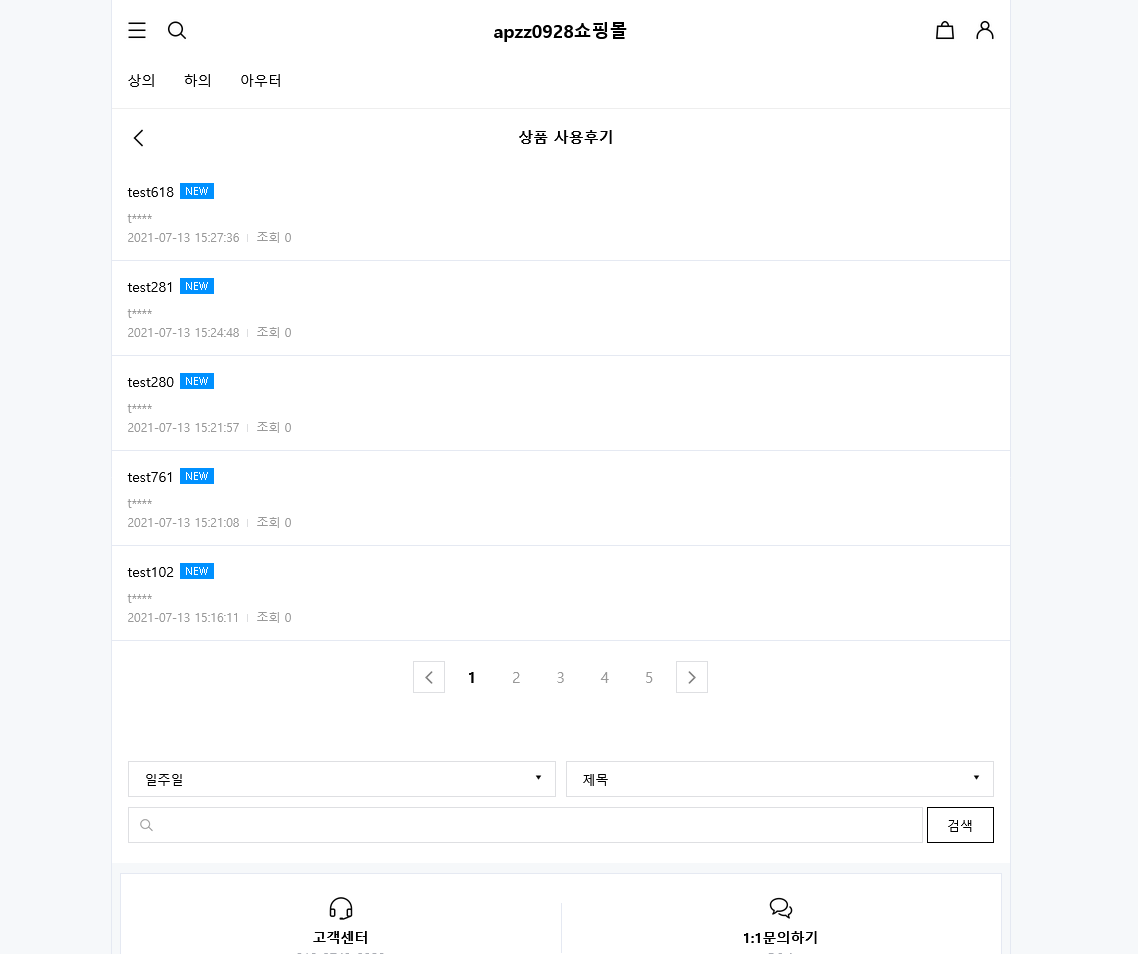 apzz0928쇼핑몰
상의 하의 아우터
상품 사용후기
test618 NEW
t****
2021-07-13 15:27:36 조회 0
test281 NEW
t****
2021-07-13 15:24:48 조회 0
test280 NEW
t****
2021-07-13 15:21:57 조회 0
test761 NEW
t****
2021-07-13 15:21:08 조회 0
test102 NEW
t****
2021-07-13 15:16:11 조회 0
1 2 3 4 5
일주일 제목
검색
고객센터 1:1문의하기